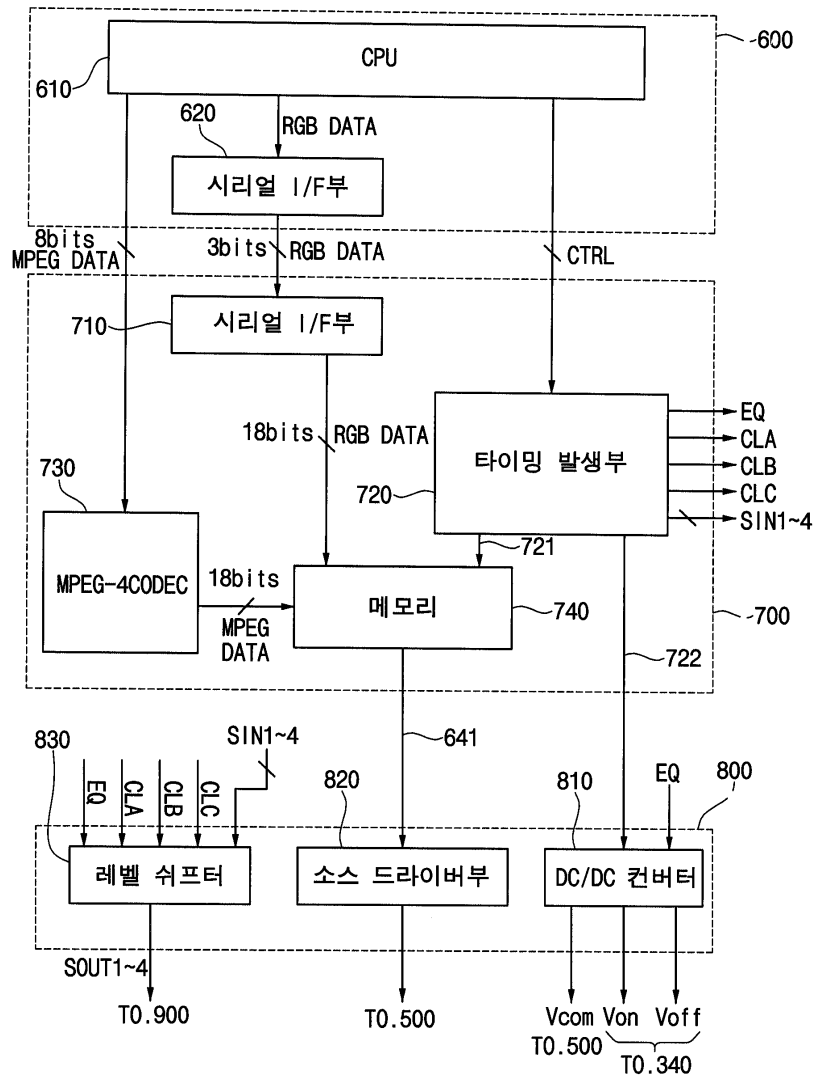 600
CPU
610
620
RGB DATA
시리얼 I/F부
8bits
MPEG DATA
3bits
RGB DATA
CTRL
710
시리얼 I/F부
18bits
RGB DATA
타이밍 발생부
720
EQ
CLA
CLB
CLC
SIN1~4
730
MPEG-4CODEC
18bits
MPEG
DATA
721
메모리
740
700
722
641
830
EQ
CLA
CLB
CLC
SIN1~4
820
810
EQ
800
레벨 쉬프터
소스 드라이버부
DC/DC 컨버터
SOUT1~4
TO.900
TO.500
Vcom
Von
Voff
TO.500
TO.340